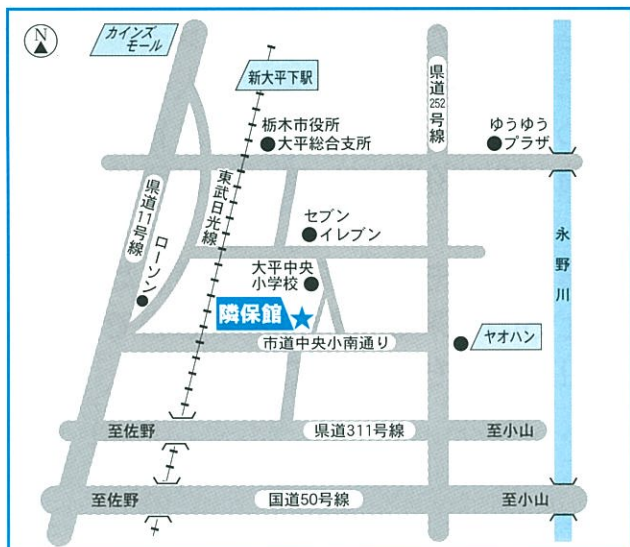 N
カインズ
モール
新大平下駅
県道252号線
栃木市役所
大平総合支所
ゆうゆう
プラザ
東武日光線
県道11号線
セブン
イレブン
永野川
ローソン
大平中央
小学校
隣保館
市道中央小南通り
ヤオハン
至佐野
県道311号線
至小山
至佐野
国道50号線
至小山